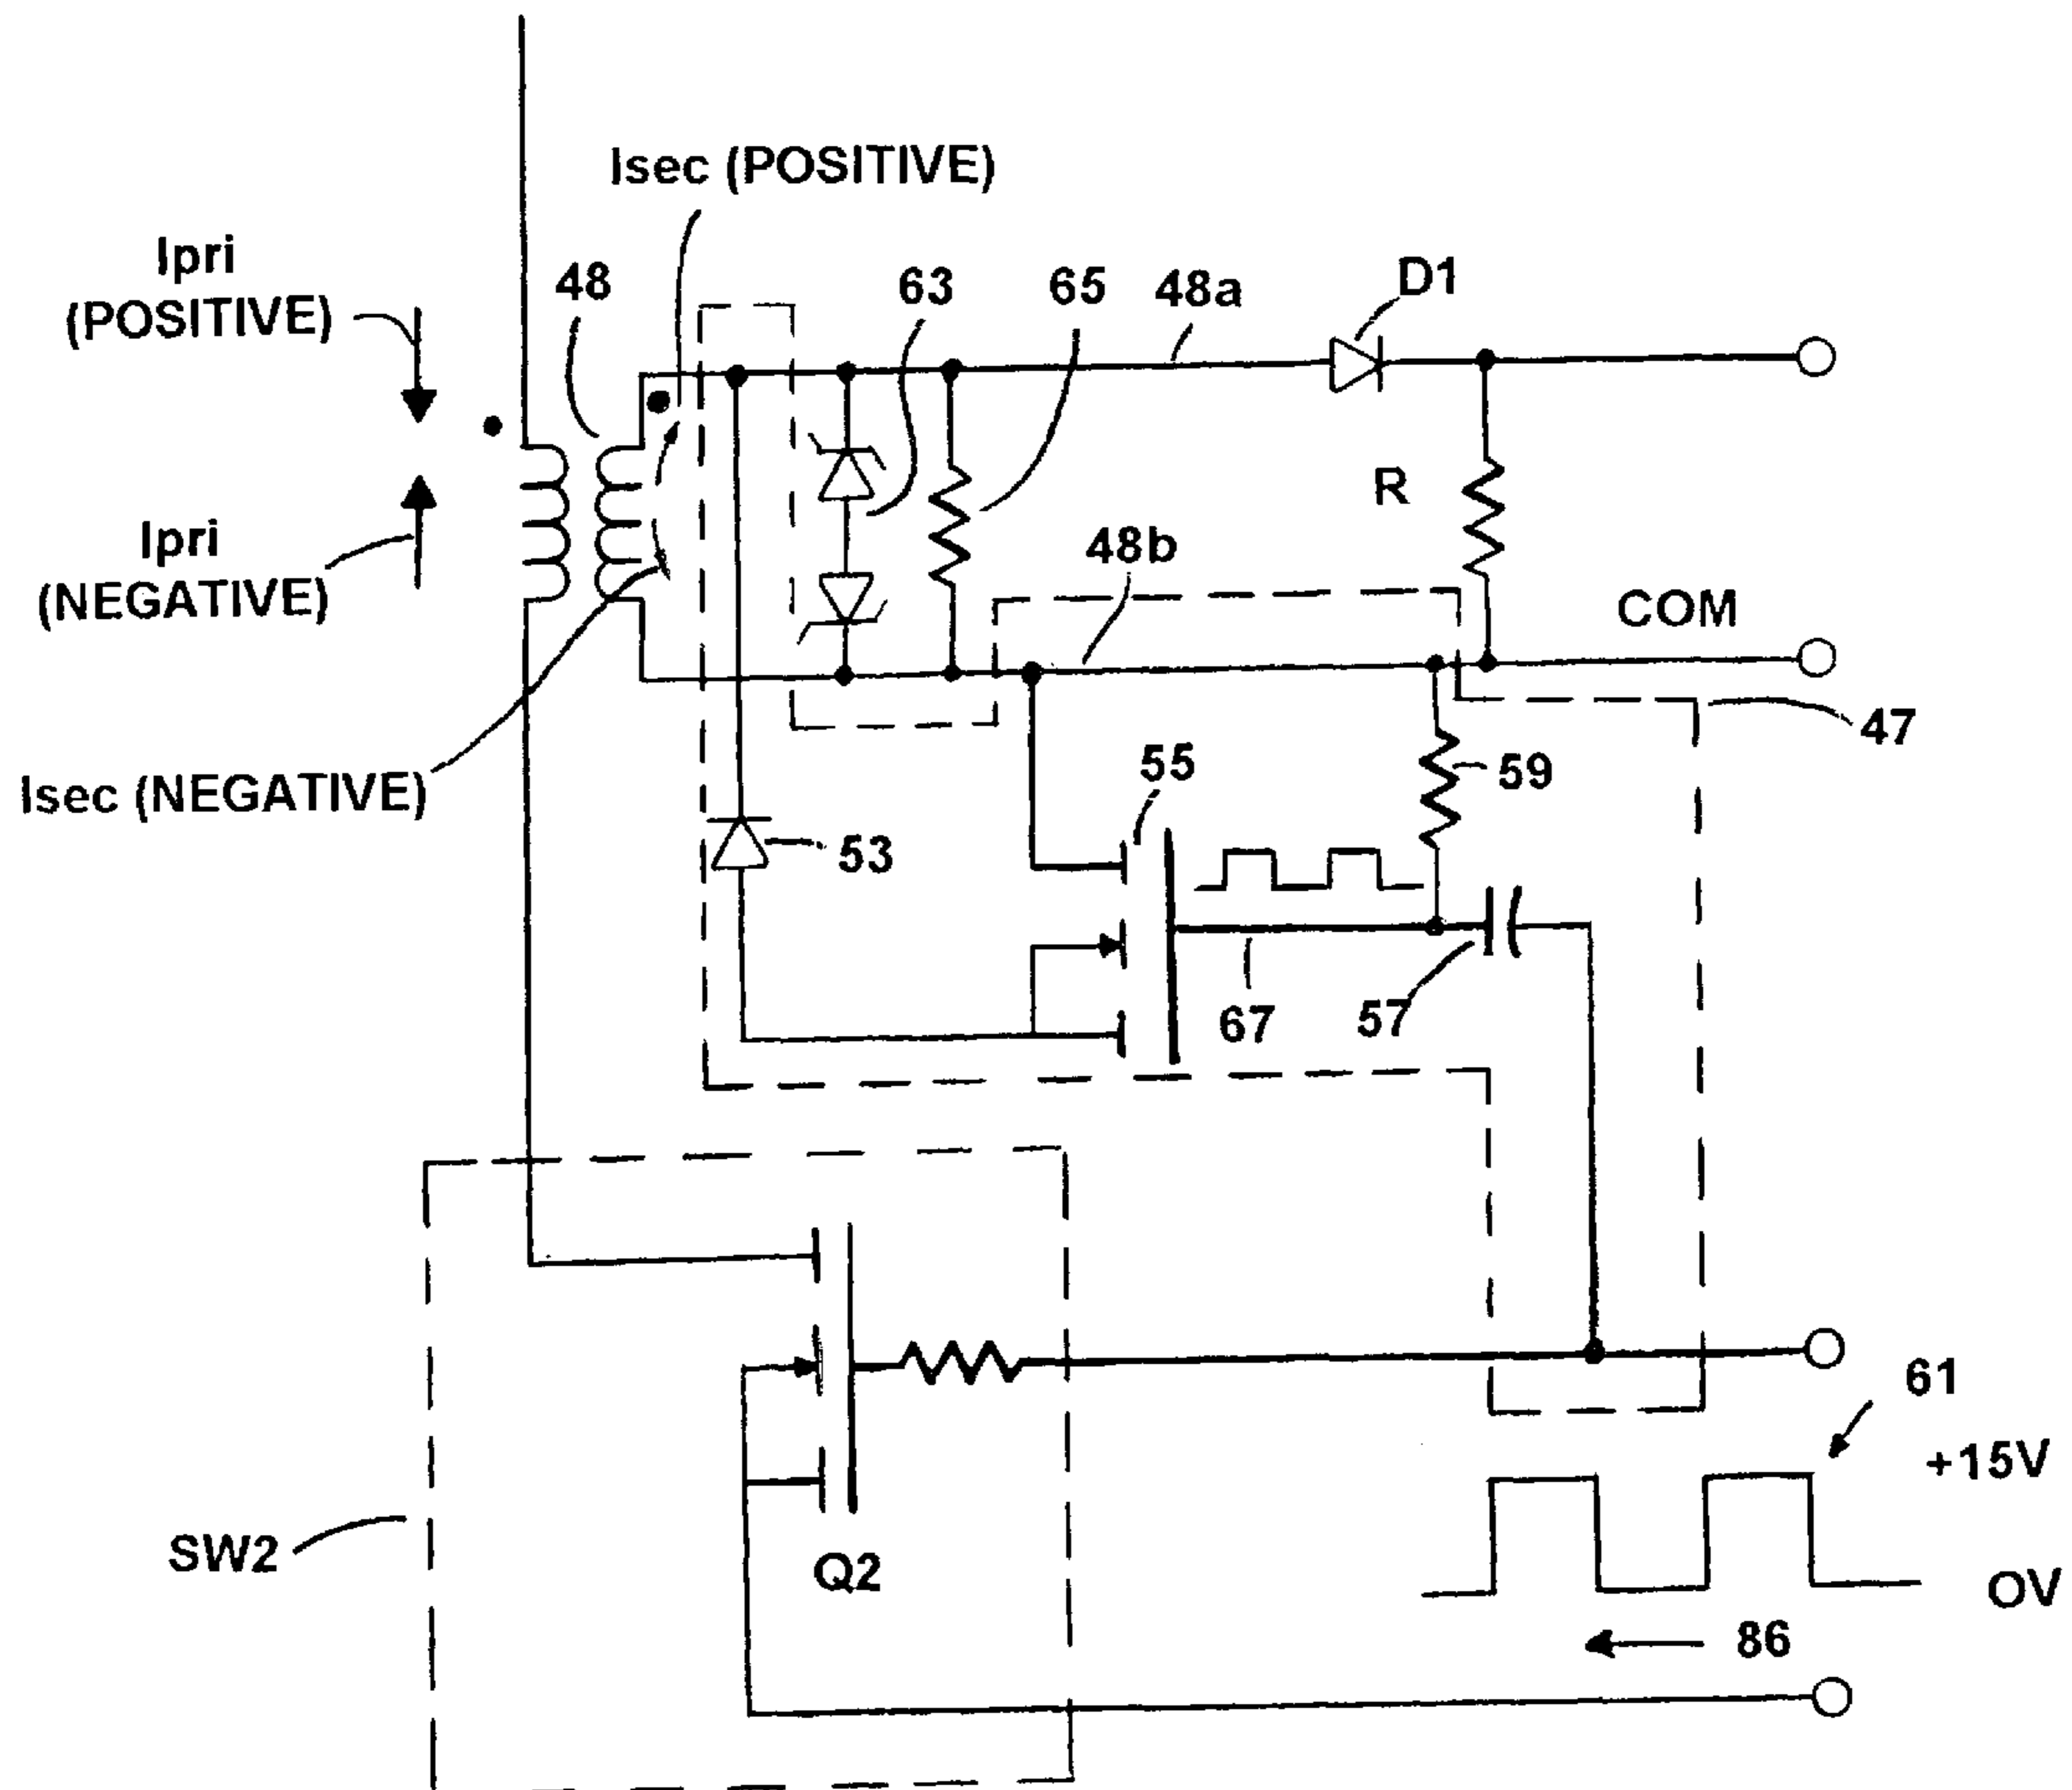 Isec (POSITIVE)
Ipri
(POSITIVE)
48
63
65
48a
D1
R
Ipri
(NEGATIVE)
48b
COM
47
Isec (NEGATIVE)
55
59
53
67
57
61
+15V
SW2
Q2
OV
86